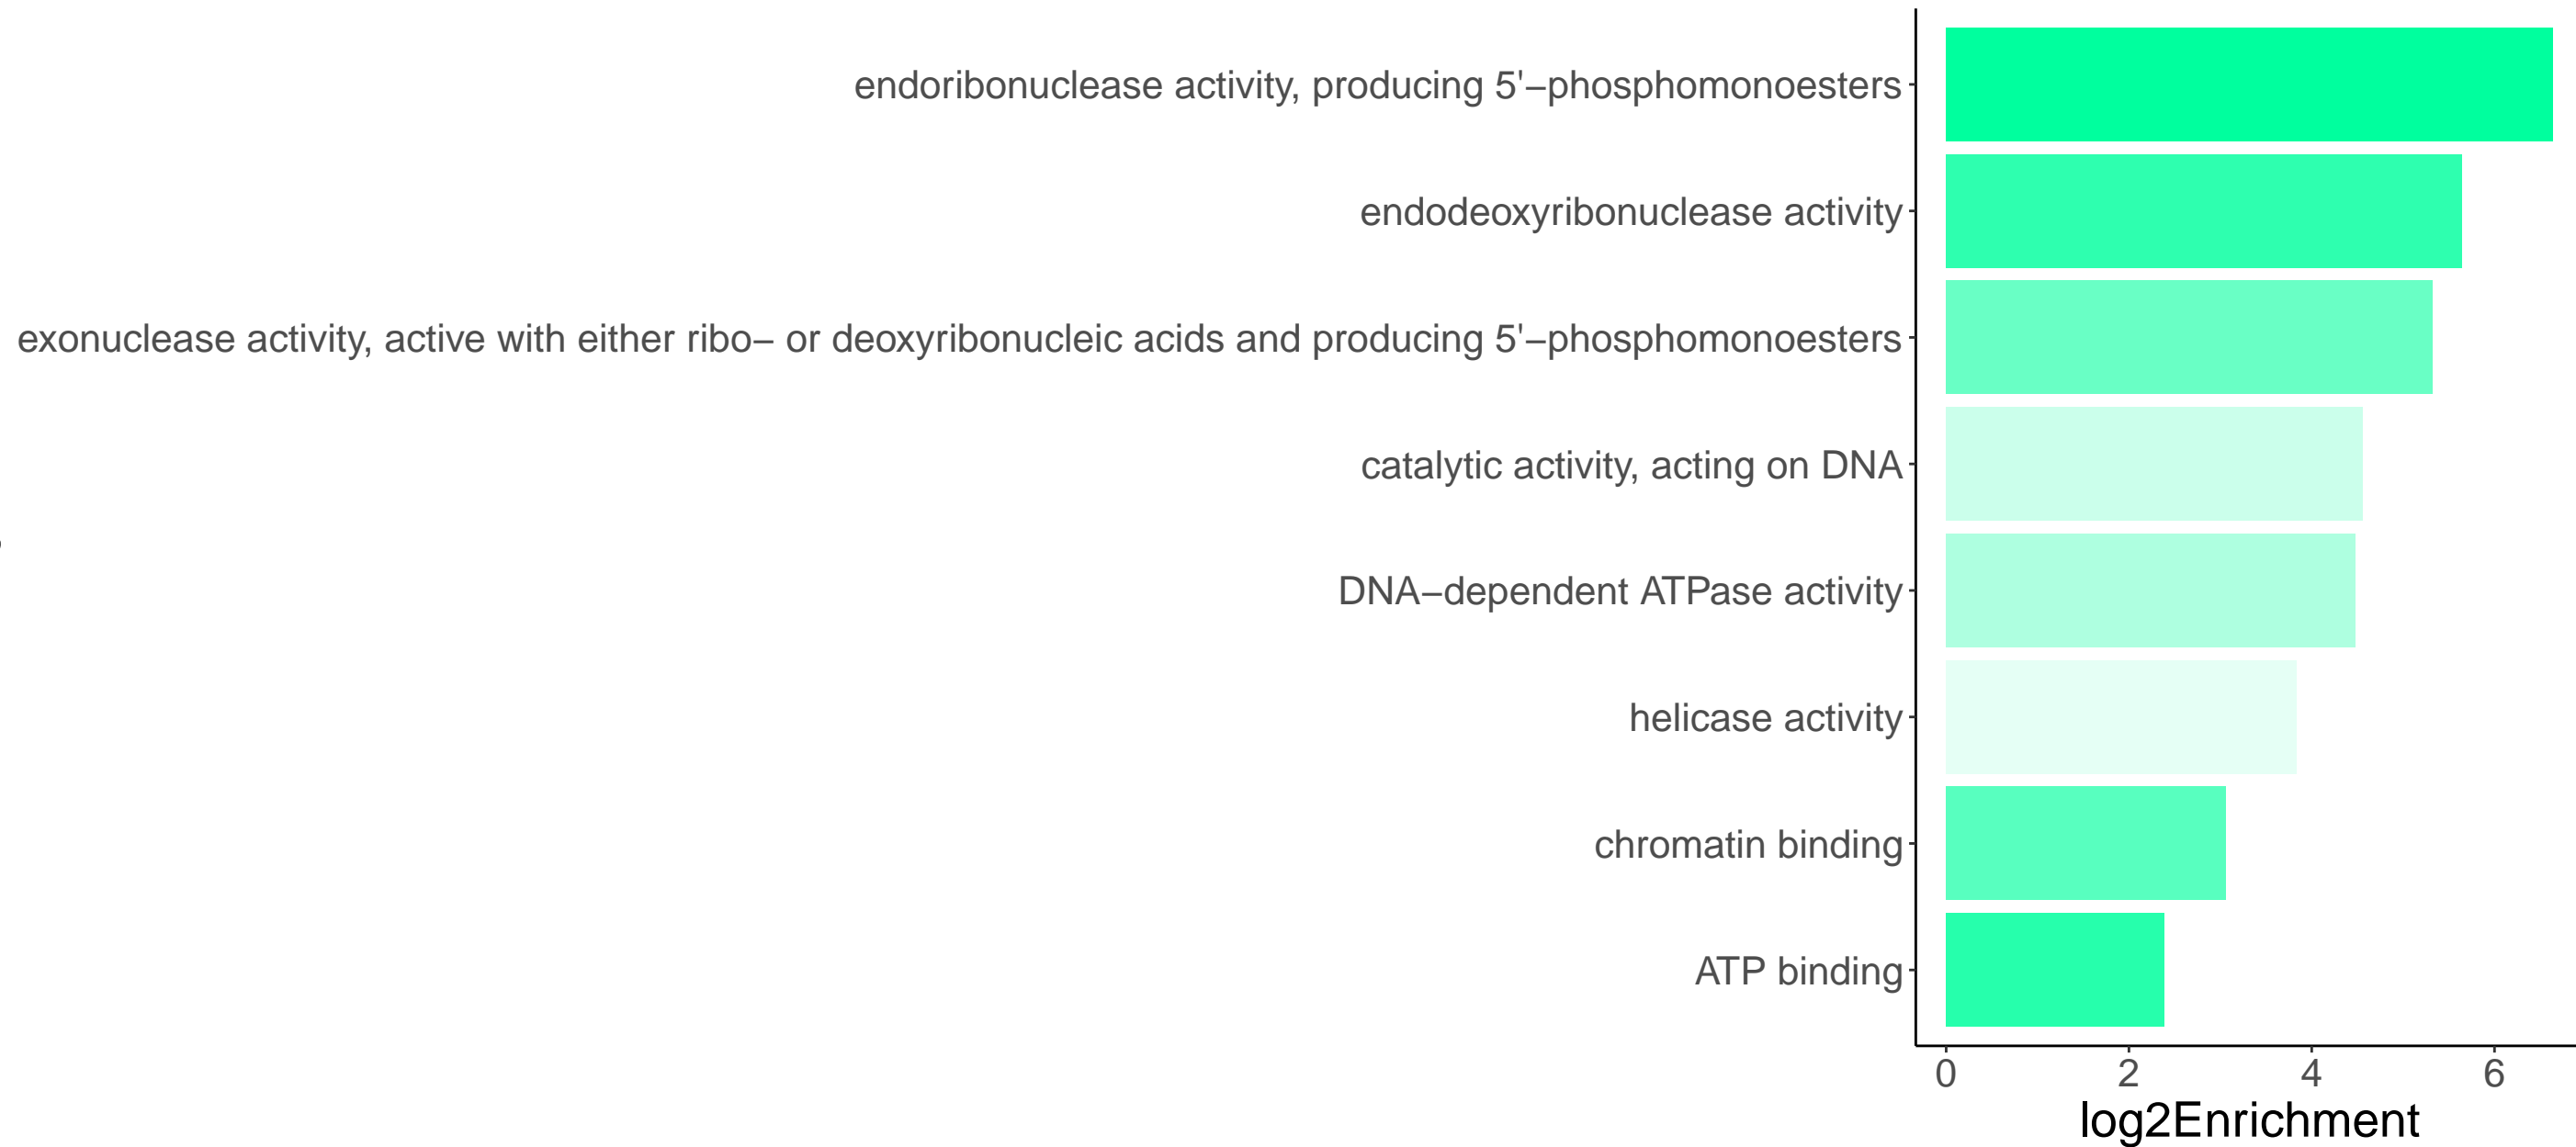 endoribonuclease activity, producing 5'−phosphomonoesters
endodeoxyribonuclease activity
exonuclease activity, active with either ribo− or deoxyribonucleic acids and producing 5'−phosphomonoesters
catalytic activity, acting on DNA
DNA−dependent ATPase activity
helicase activity
chromatin binding
ATP binding
0 2 4 6
log2Enrichment